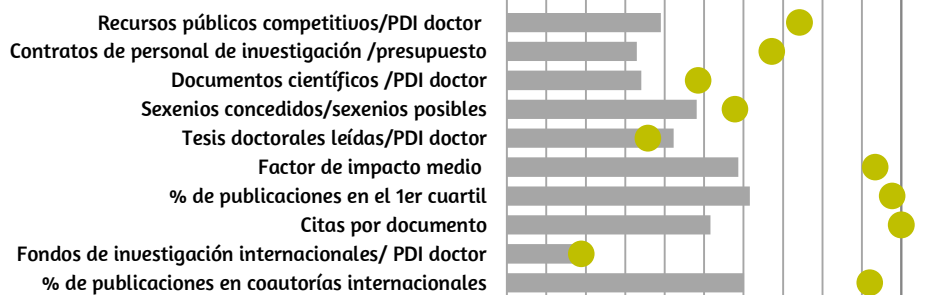 Recursos públicos competitivos/PDI doctor
Contratos de personal de investigación /presupuesto
Documentos científicos /PDI doctor
Sexenios concedidos/sexenios posibles
Tesis doctorales leídas/PDI doctor
Factor de impacto medio
% de publicaciones en el 1er cuartil
Citas por documento
Fondos de investigación internacionales/ PDI doctor
% de publicaciones en coautorías internacionales